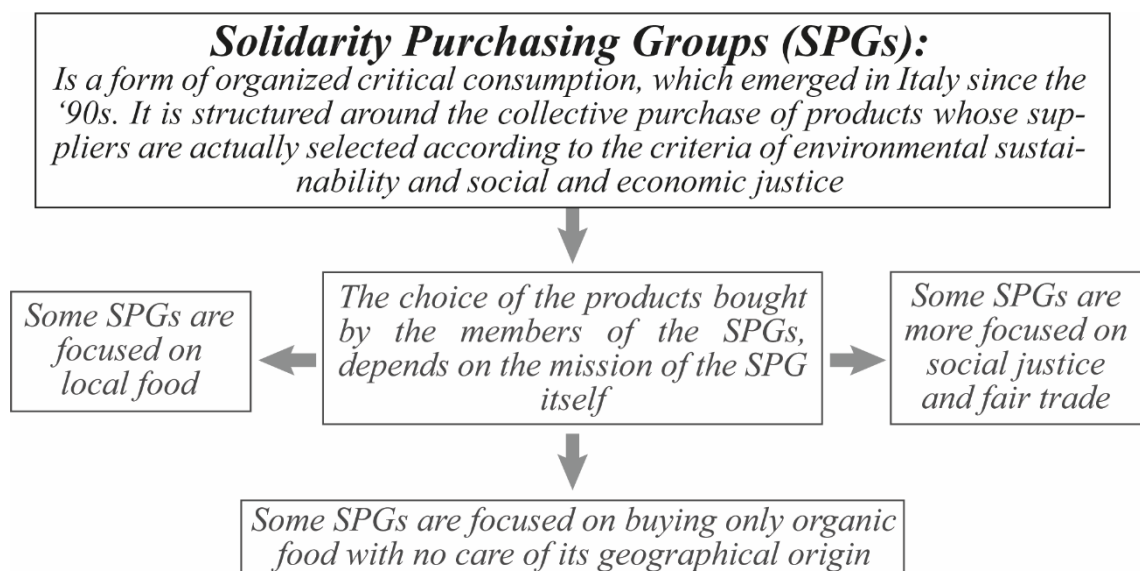 Solidarity Purchasing Groups (SPGs):
Is a form of organized critical consumption, which emerged in Italy since the
‘90s. It is structured around the collective purchase of products whose sup-
pliers are actually selected according to the criteria of environmental sustai-
nability and social and economic justice
Some SPGs are
focused on
local food
The choice of the products bought
by the members of the SPGs,
depends on the mission of the SPG
itself
Some SPGs are
more focused on
social justice
and fair trade
Some SPGs are focused on buying only organic
food with no care of its geographical origin